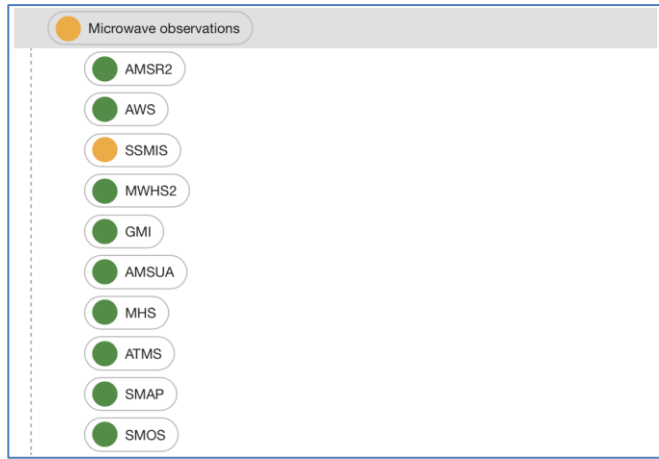 Microwave observations
AMSR2
AWS
SSMIS
MWHS2
GMI
AMSUA
MHS
ATMS
SMAP
SMOS